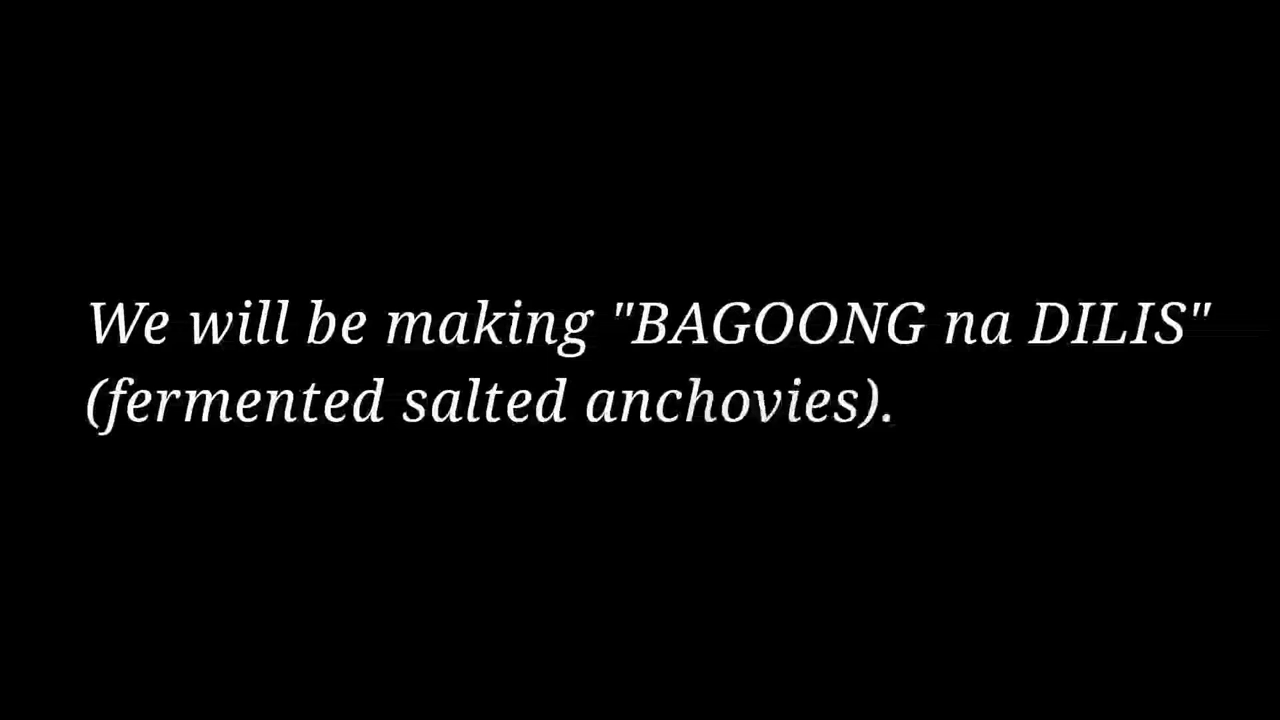 We will be making "BAGOONG na DILIS"
(fermented salted anchovies).